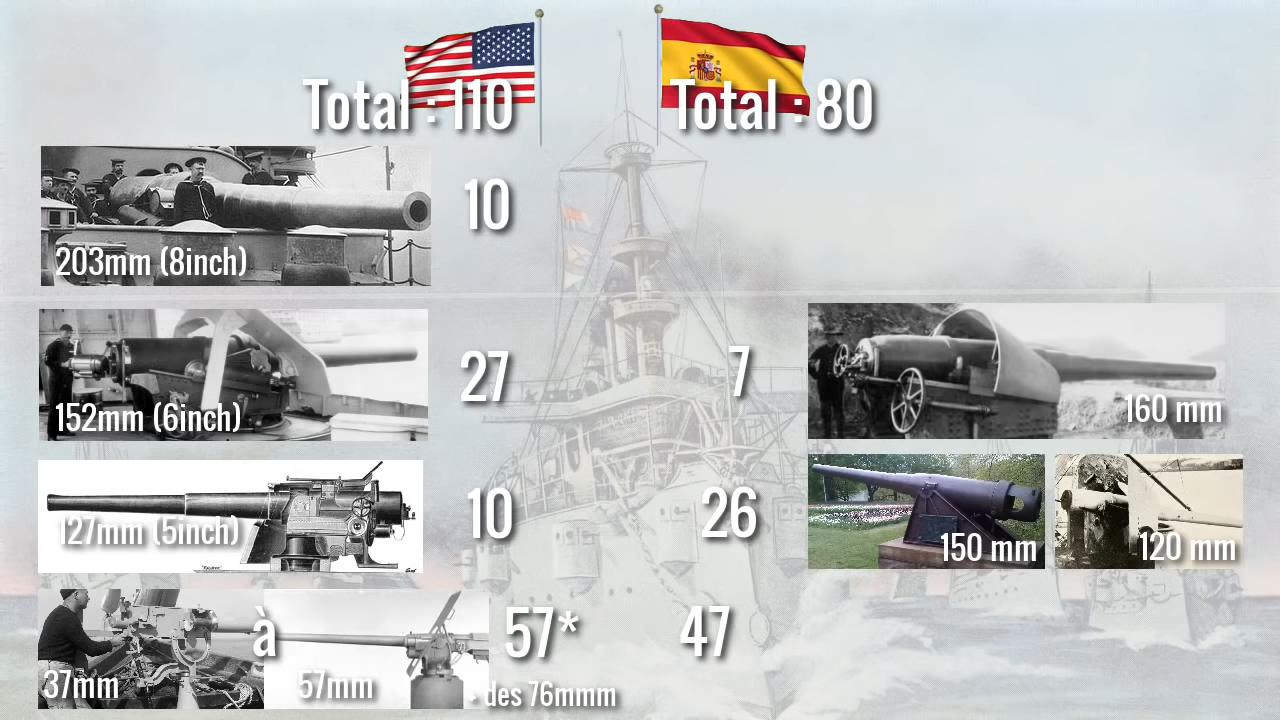 Total : 110
Total : 80
203mm (8inch)
10
152mm (6inch)
27
7
160 mm
127mm (5inch)
10
26
150 mm
120 mm
37mm
à
57mm
57*
47
* des 76mmm